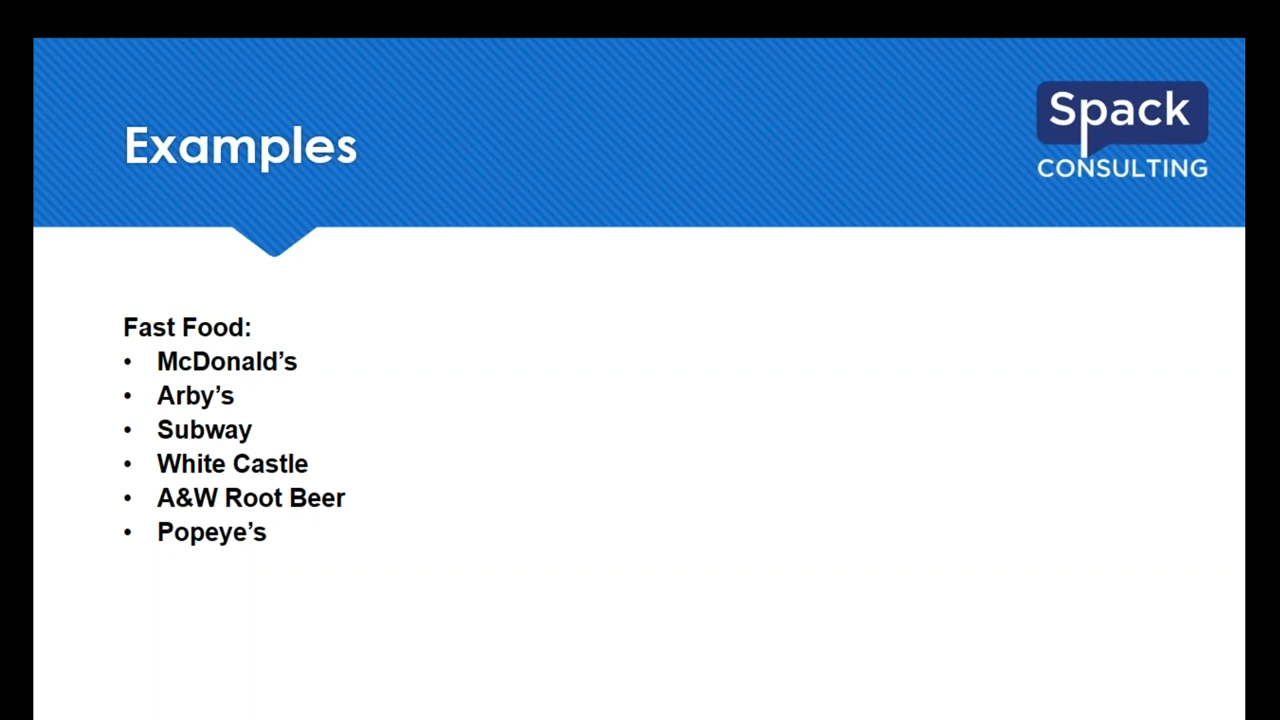 Examples
Spack
CONSULTING
Fast Food:
• McDonald’s
• Arby’s
• Subway
• White Castle
• A&W Root Beer
• Popeye’s